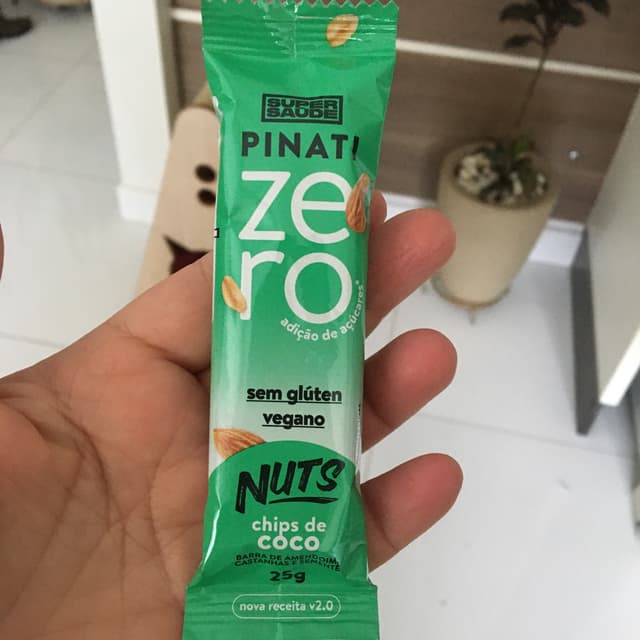 SUPER
SAÚDE
PINATI
ze
ro
adição de açúcares*
sem glúten
vegano
NUTS
chips de
coco
BARRA DE AMENDOIM,
CASTANHAS E SEMENTE
25g
nova receita v2.0